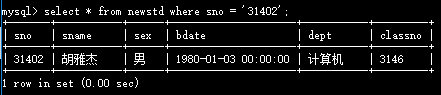 mysql> select * from newstd where sno = '31402';
+-------+--------+------+---------------------+--------+---------+
| sno | sname | sex | bdate | dept | classno |
+-------+--------+------+---------------------+--------+---------+
| 31402 | 胡雅杰 | 男 | 1980-01-03 00:00:00 | 计算机 | 3146 |
+-------+--------+------+---------------------+--------+---------+
1 row in set (0.00 sec)